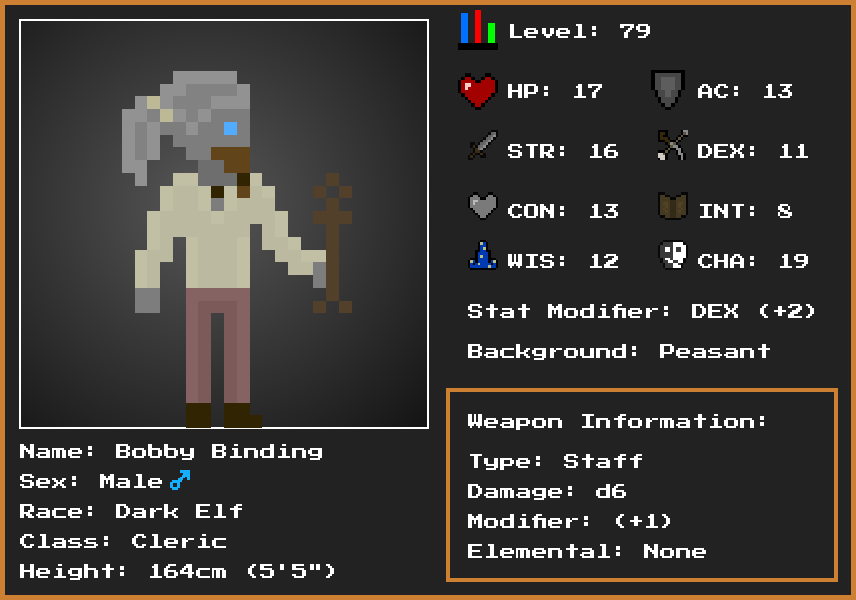 Level: 79
HP: 17
AC: 13
STR: 16
DEX: 11
CON: 13
INT: 8
WIS: 12
CHA: 19
Stat Modifier: DEX (+2)
Background: Peasant
Weapon Information:
Type: Staff
Damage: d6
Modifier: (+1)
Elemental: None
Name: Bobby Binding
Sex: Male♂
Race: Dark Elf
Class: Cleric
Height: 164cm (5'5")